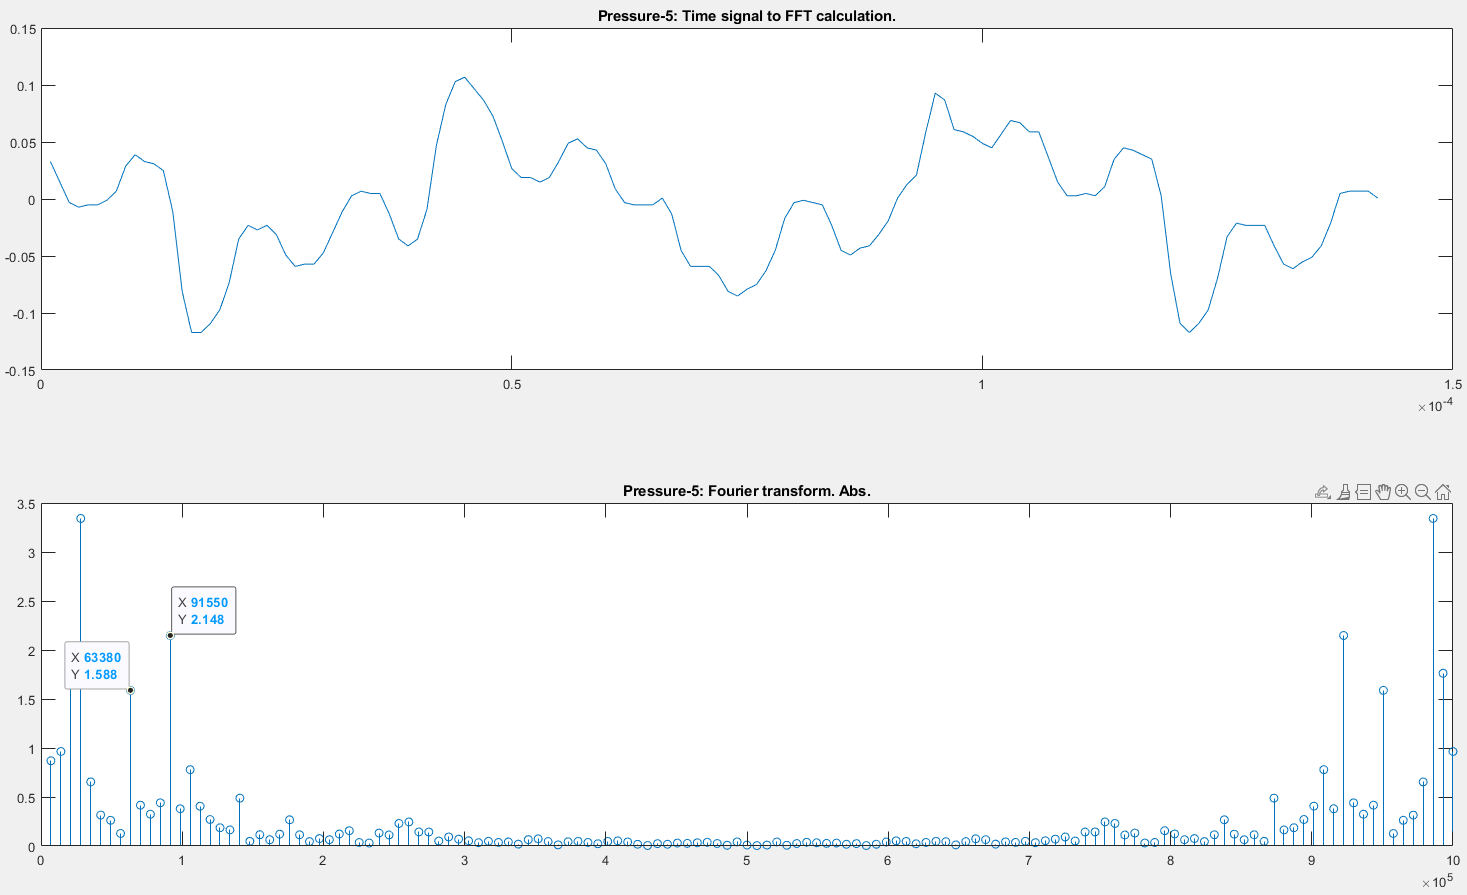 Pressure-5: Time signal to FFT calculation.
0.15
0.1
0.05
0
-0.05
-0.1
-0.15
0 0.5 1 1.5
×10-4
Pressure-5: Fourier transform. Abs.
3.5
3
2.5
2
1.5
1
0.5
0
X 91550
Y 2.148
X 63380
Y 1.588
0 1 2 3 4 5 6 7 8 9 10
×105